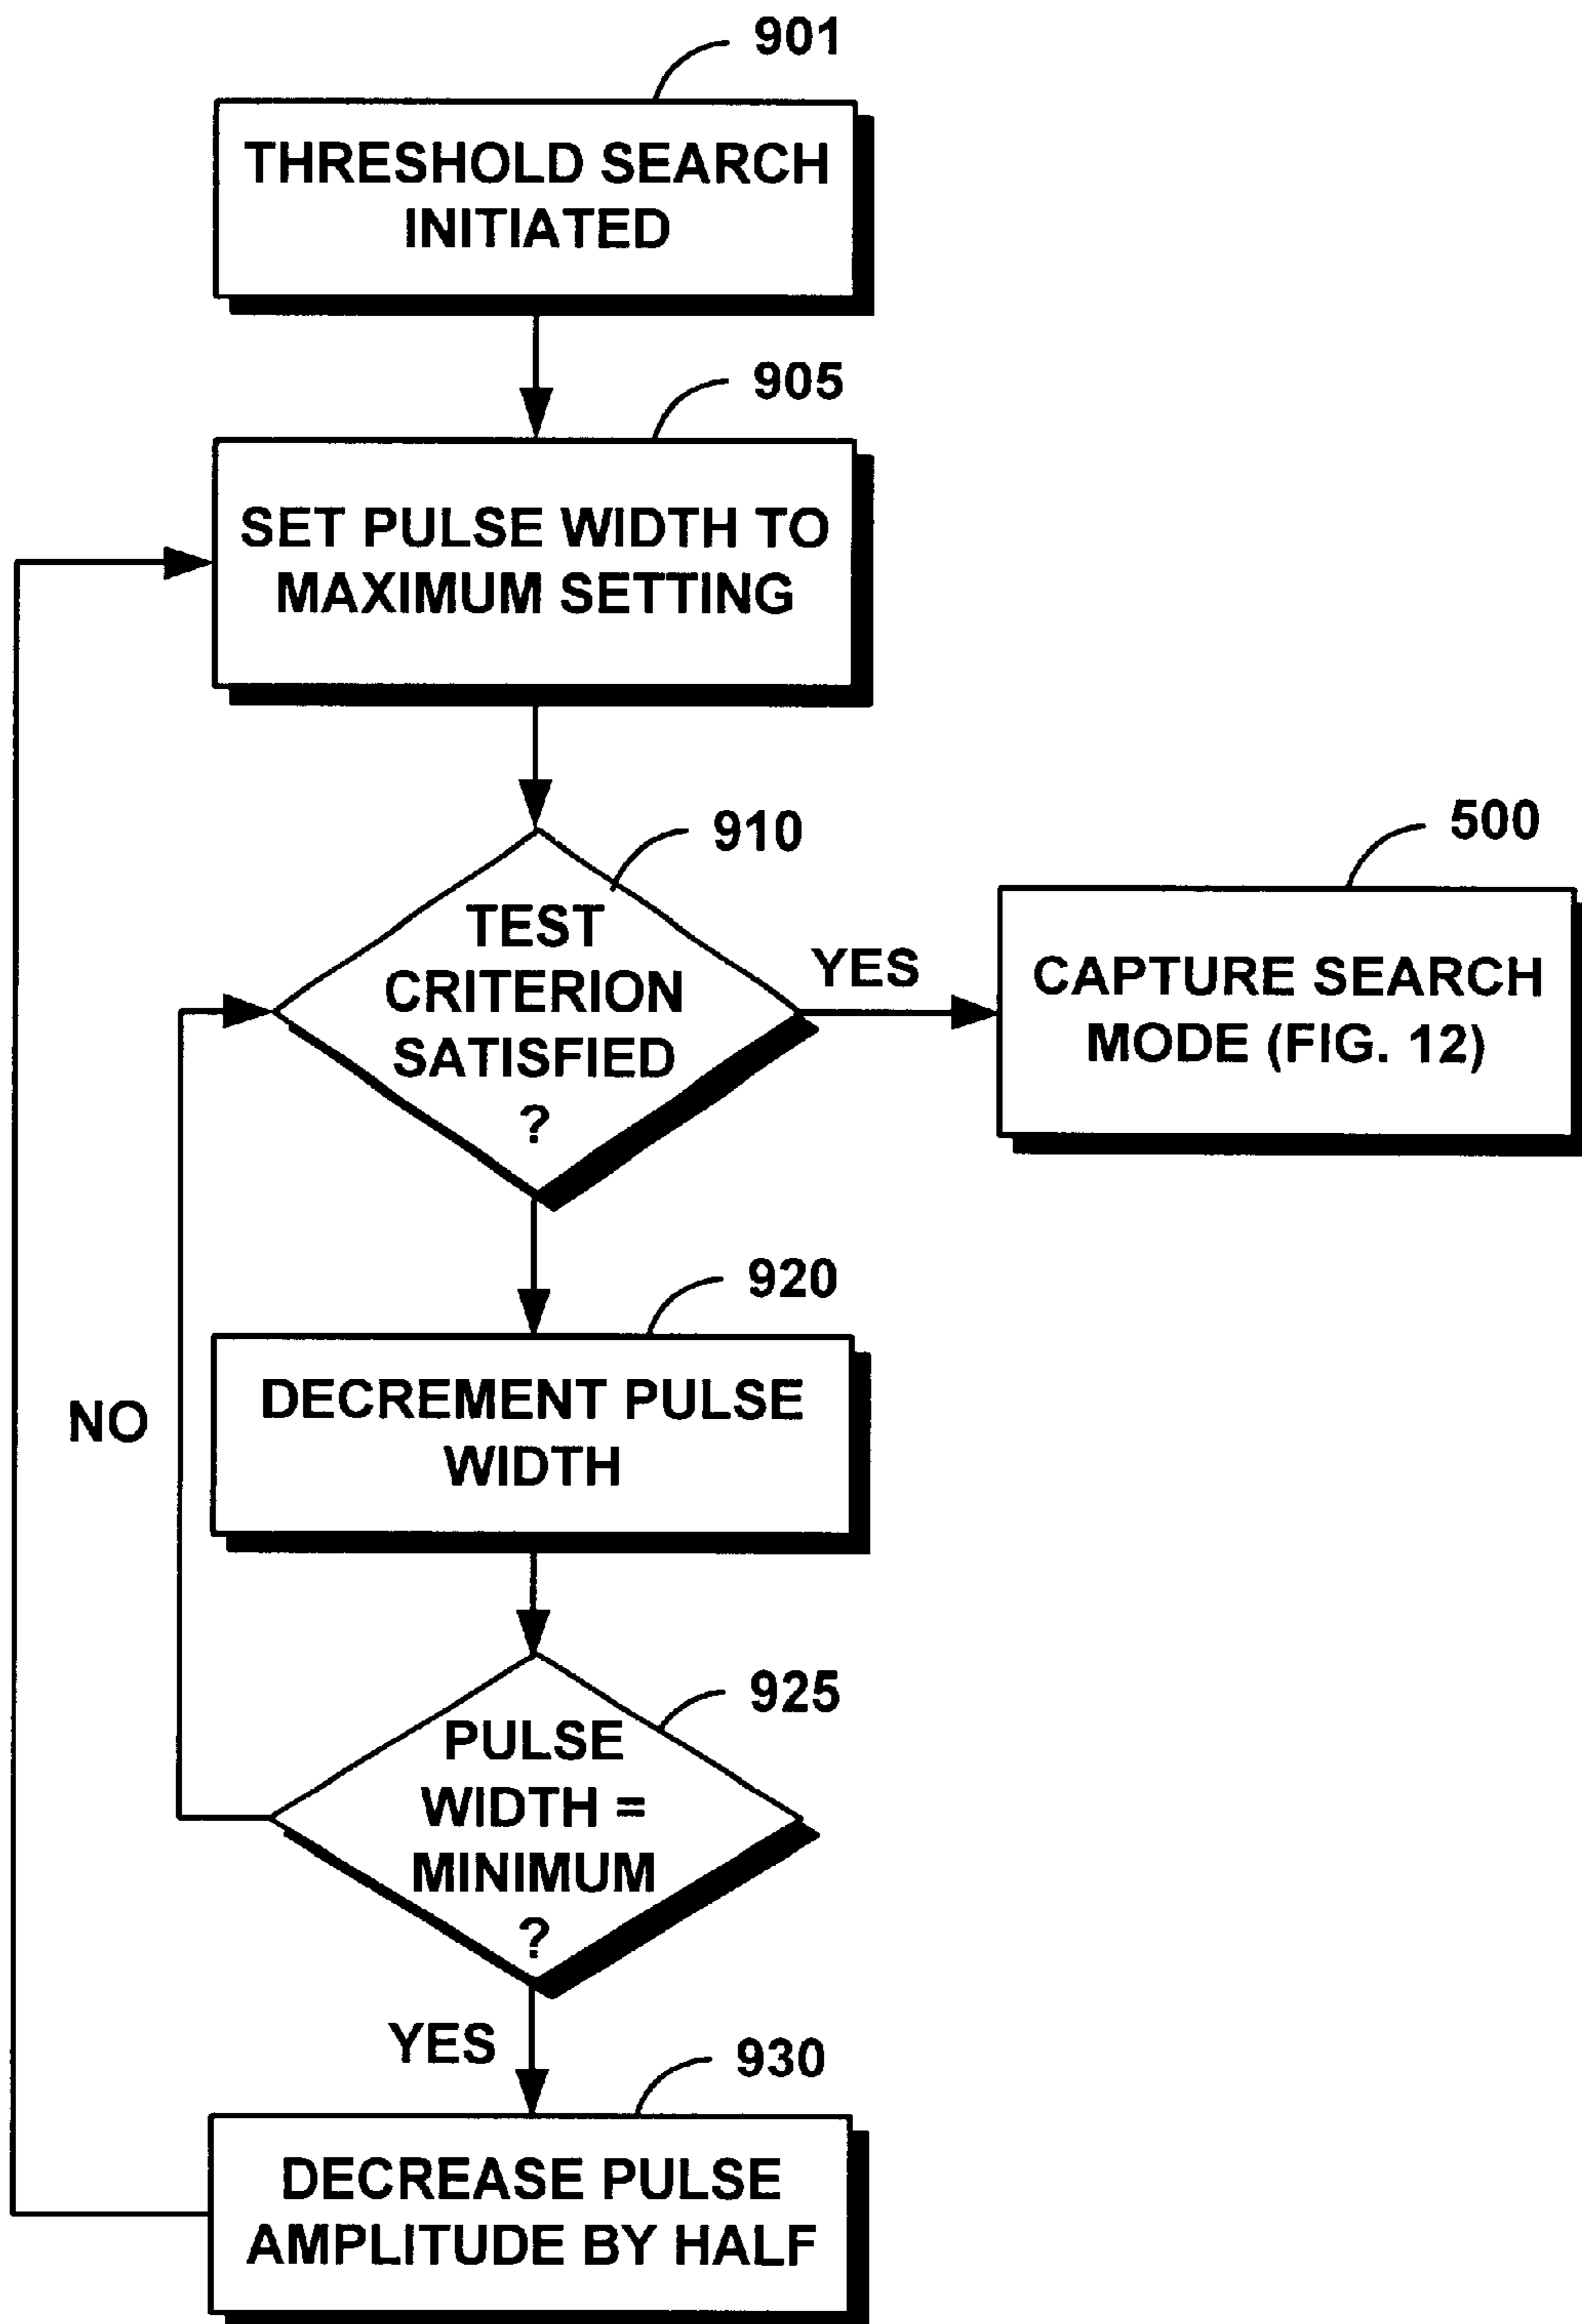 901
THRESHOLD SEARCH
INITIATED
905
SET PULSE WIDTH TO
MAXIMUM SETTING
910
TEST
CRITERION
SATISFIED
?
YES
500
CAPTURE SEARCH
MODE (FIG. 12)
920
DECREMENT PULSE
WIDTH
NO
925
PULSE
WIDTH =
MINIMUM
?
YES
930
DECREASE PULSE
AMPLITUDE BY HALF